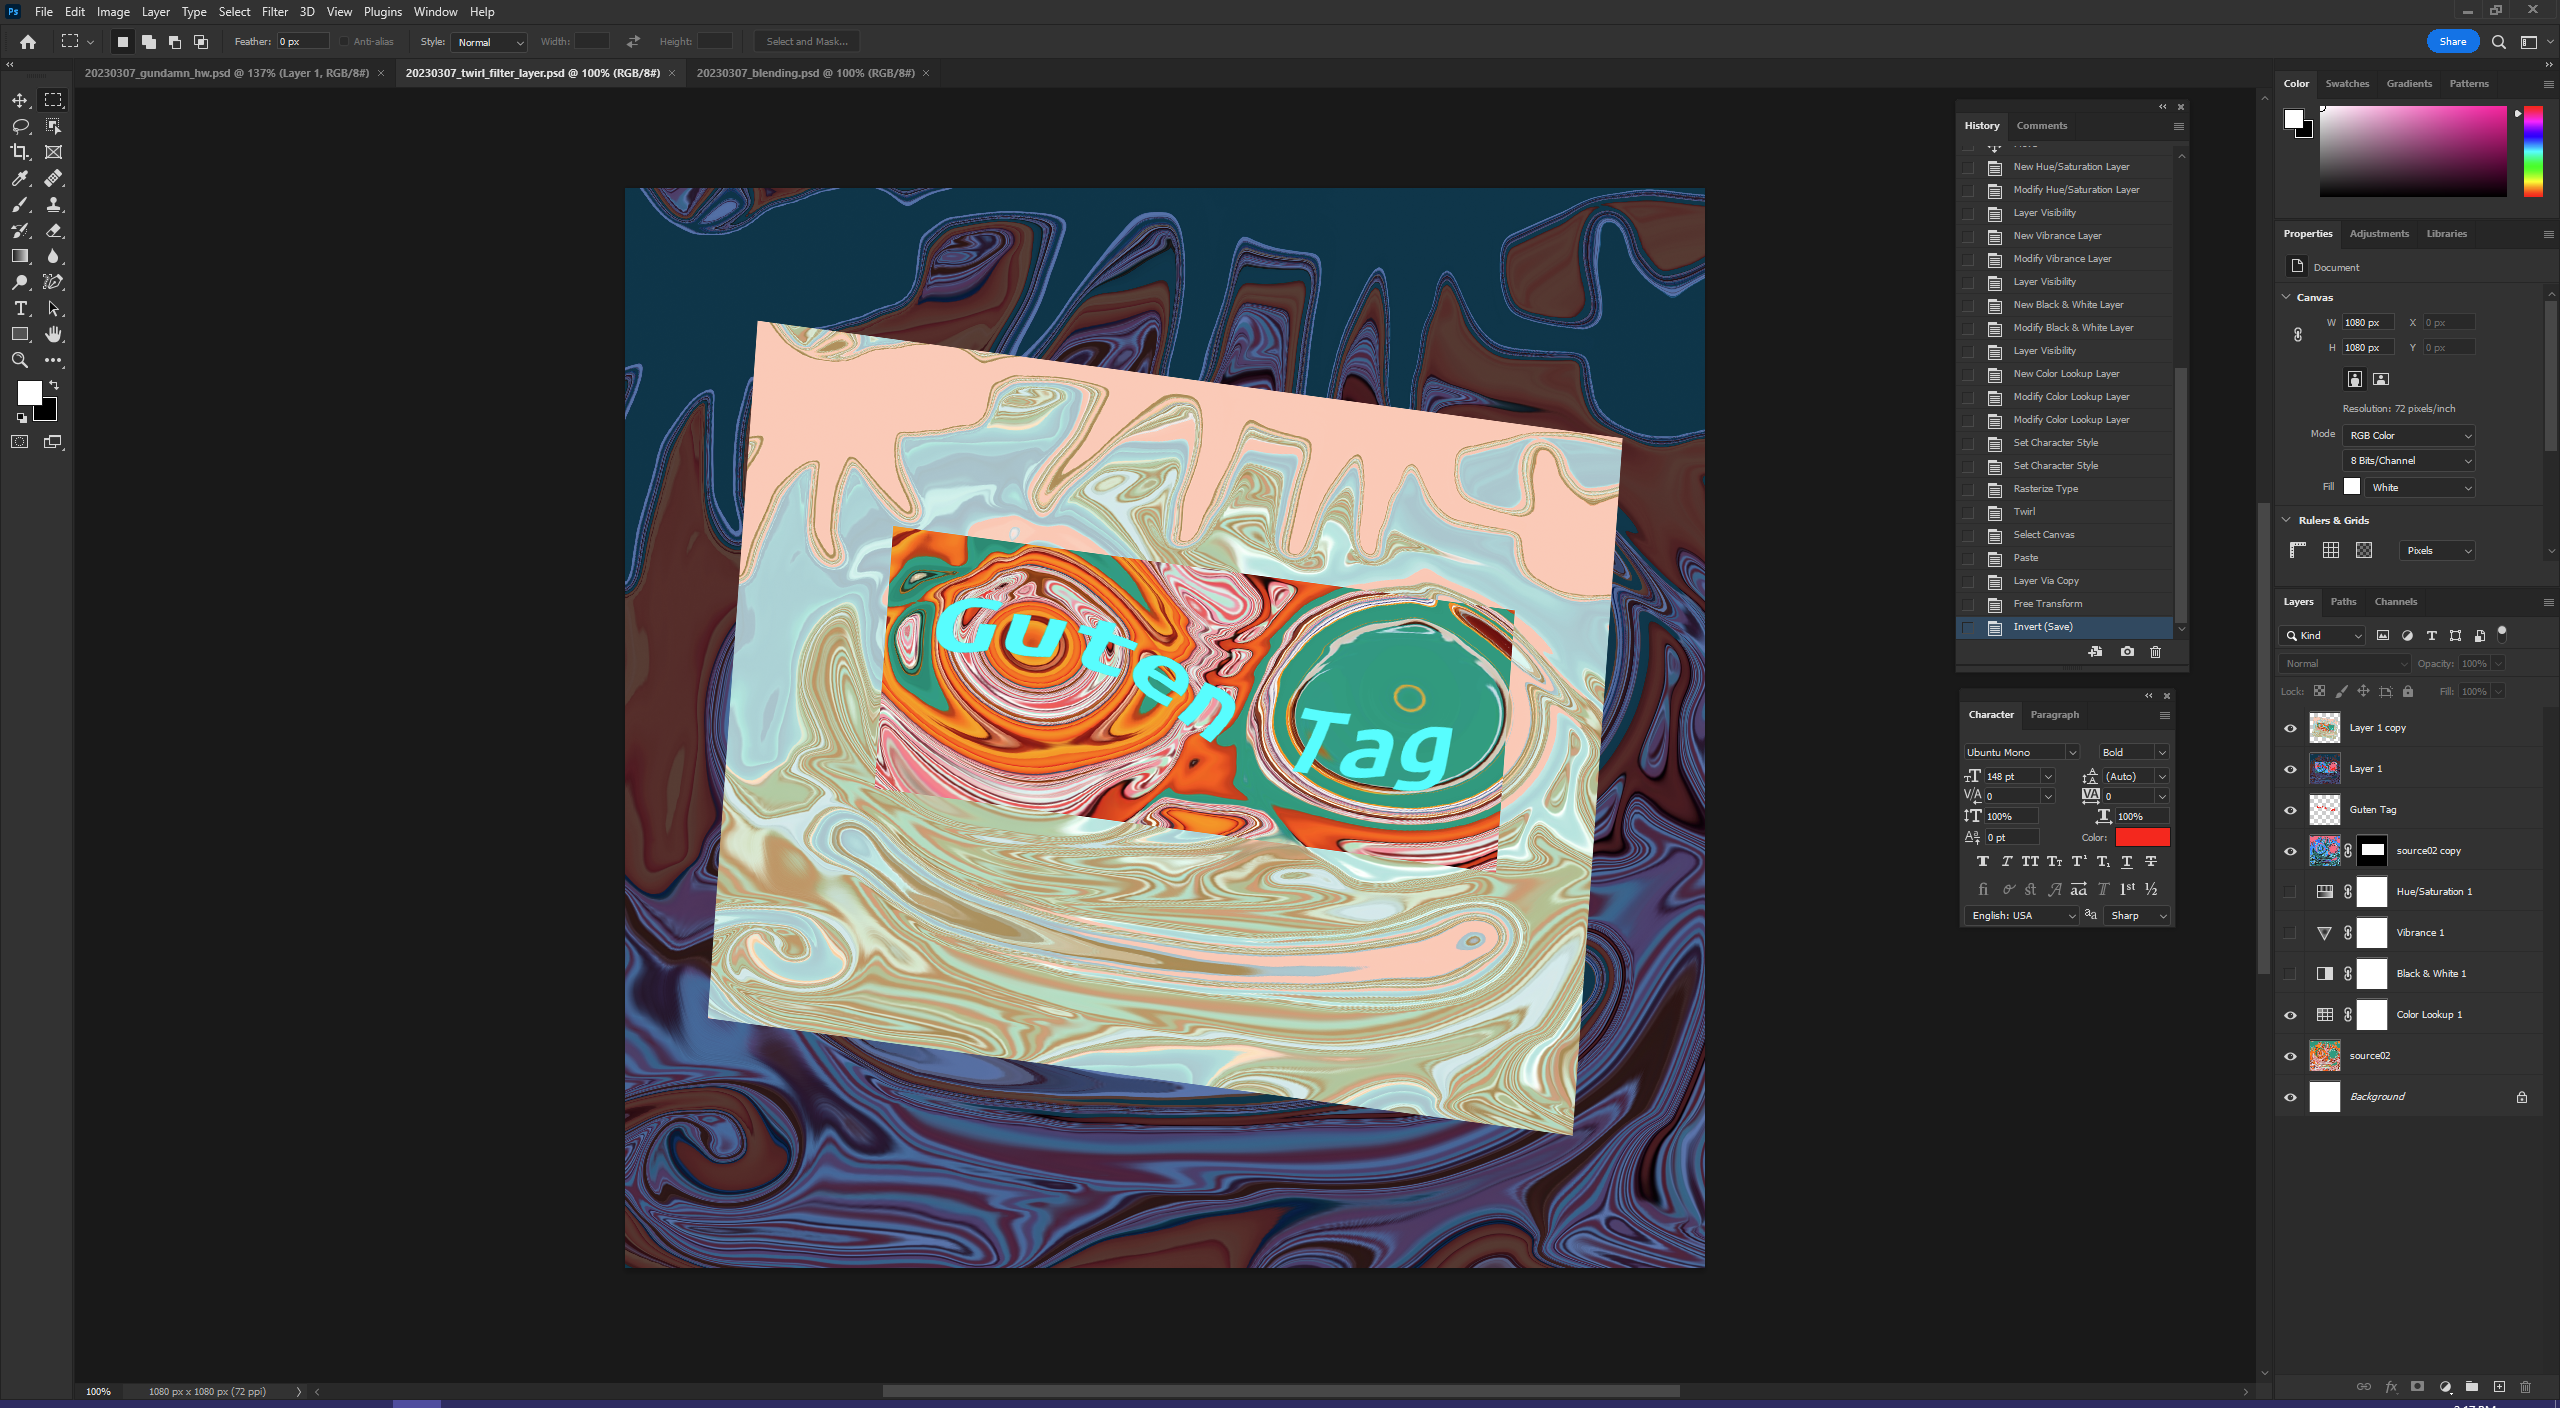 Ps File Edit Image Layer Type Select Filter 3D View Plugins Window Help
Feather: 0 px Anti-alias Style: Normal Width: Height: Select and Mask... Share
20230307_gundamn_hw.psd @ 137% (Layer 1, RGB/8#) × 20230307_twirl_filter_layer.psd @ 100% (RGB/8#) × 20230307_blending.psd @ 100% (RGB/8#) ×
Guten
Tag
History Comments
New Hue/Saturation Layer
Modify Hue/Saturation Layer
Layer Visibility
New Vibrance Layer
Modify Vibrance Layer
Layer Visibility
New Black & White Layer
Modify Black & White Layer
Layer Visibility
New Color Lookup Layer
Modify Color Lookup Layer
Modify Color Lookup Layer
Set Character Style
Set Character Style
Rasterize Type
Twirl
Select Canvas
Paste
Layer Via Copy
Free Transform
Invert (Save)
Character Paragraph
Ubuntu Mono Bold
148 pt (Auto)
0 0
100% 100%
0 pt Color:
English: USA Sharp
Color Swatches Gradients Patterns
Properties Adjustments Libraries
Document
Canvas
W 1080 px X 0 px
H 1080 px Y 0 px
Resolution: 72 pixels/inch
Mode RGB Color
8 Bits/Channel
Fill White
Rulers & Grids
Pixels
Layers Paths Channels
Kind
Normal Opacity: 100%
Lock: Fill: 100%
Layer 1 copy
Layer 1
Guten Tag
source02 copy
Hue/Saturation 1
Vibrance 1
Black & White 1
Color Lookup 1
source02
Background
100% 1080 px x 1080 px (72 ppi)